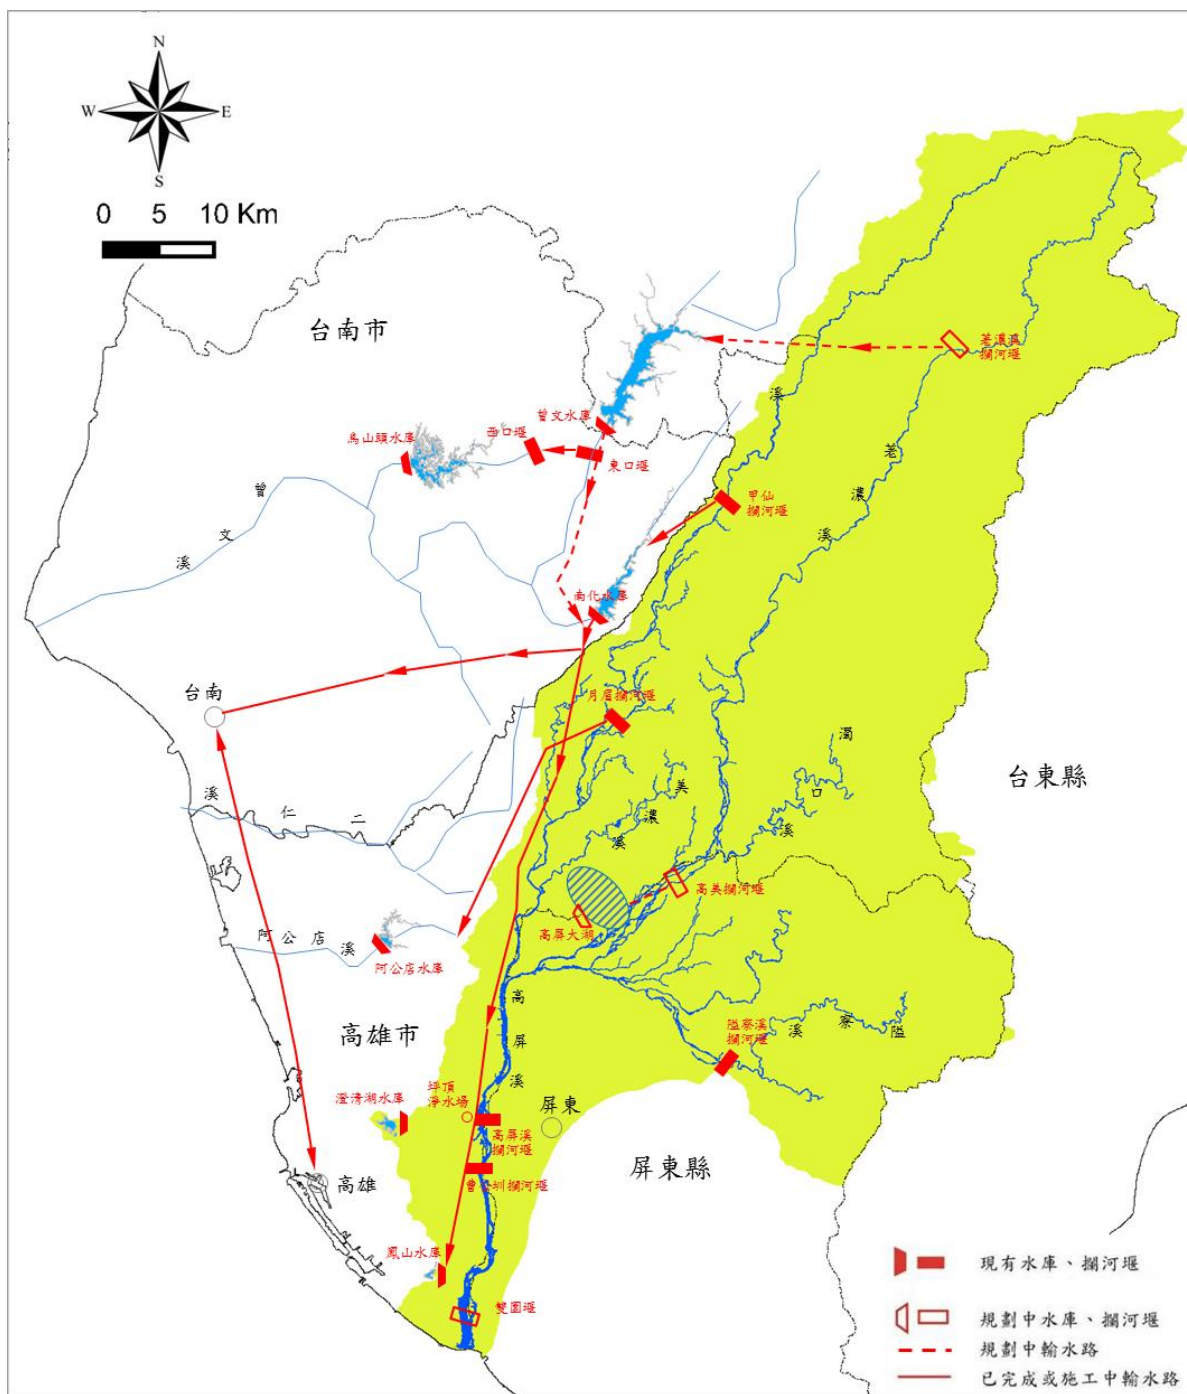 N
W E
S
0 5 10 Km
台南市
荖濃溪
攔河堰
曾文水庫
烏山頭水庫
西口堰
東口堰
溪
荖
濃
溪
甲仙
攔河堰
曾
文
溪
南化水庫
台南
月眉攔河堰
濁
口
溪
台東縣
美
濃
溪
二
仁
溪
高美攔河堰
高屏大湖
阿公店溪
阿公店水庫
高
屏
溪
隘寮溪
攔河堰
隘
寮
溪
高雄市
坪頂
淨水場
澄清湖水庫
屏東
高屏溪
攔河堰
屏東縣
高雄
攔河堰
鳳山水庫
雙園堰
現有水庫、攔河堰
規劃中水庫、攔河堰
規劃中輸水路
已完成或施工中輸水路